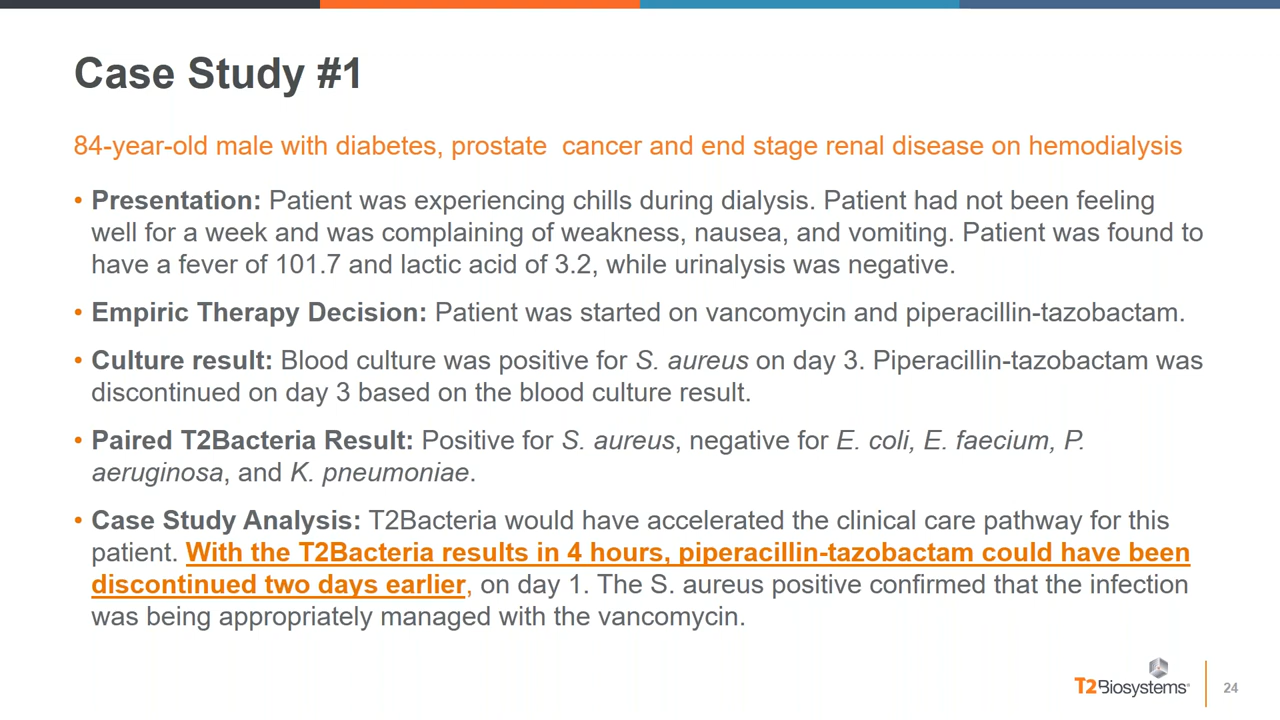 Case Study #1
84-year-old male with diabetes, prostate  cancer and end stage renal disease on hemodialysis
• Presentation: Patient was experiencing chills during dialysis. Patient had not been feeling
well for a week and was complaining of weakness, nausea, and vomiting. Patient was found to
have a fever of 101.7 and lactic acid of 3.2, while urinalysis was negative.
• Empiric Therapy Decision: Patient was started on vancomycin and piperacillin-tazobactam.
• Culture result: Blood culture was positive for S. aureus on day 3. Piperacillin-tazobactam was
discontinued on day 3 based on the blood culture result.
• Paired T2Bacteria Result: Positive for S. aureus, negative for E. coli, E. faecium, P.
aeruginosa, and K. pneumoniae.
• Case Study Analysis: T2Bacteria would have accelerated the clinical care pathway for this
patient. With the T2Bacteria results in 4 hours, piperacillin-tazobactam could have been
discontinued two days earlier, on day 1. The S. aureus positive confirmed that the infection
was being appropriately managed with the vancomycin.
T2Biosystems
24